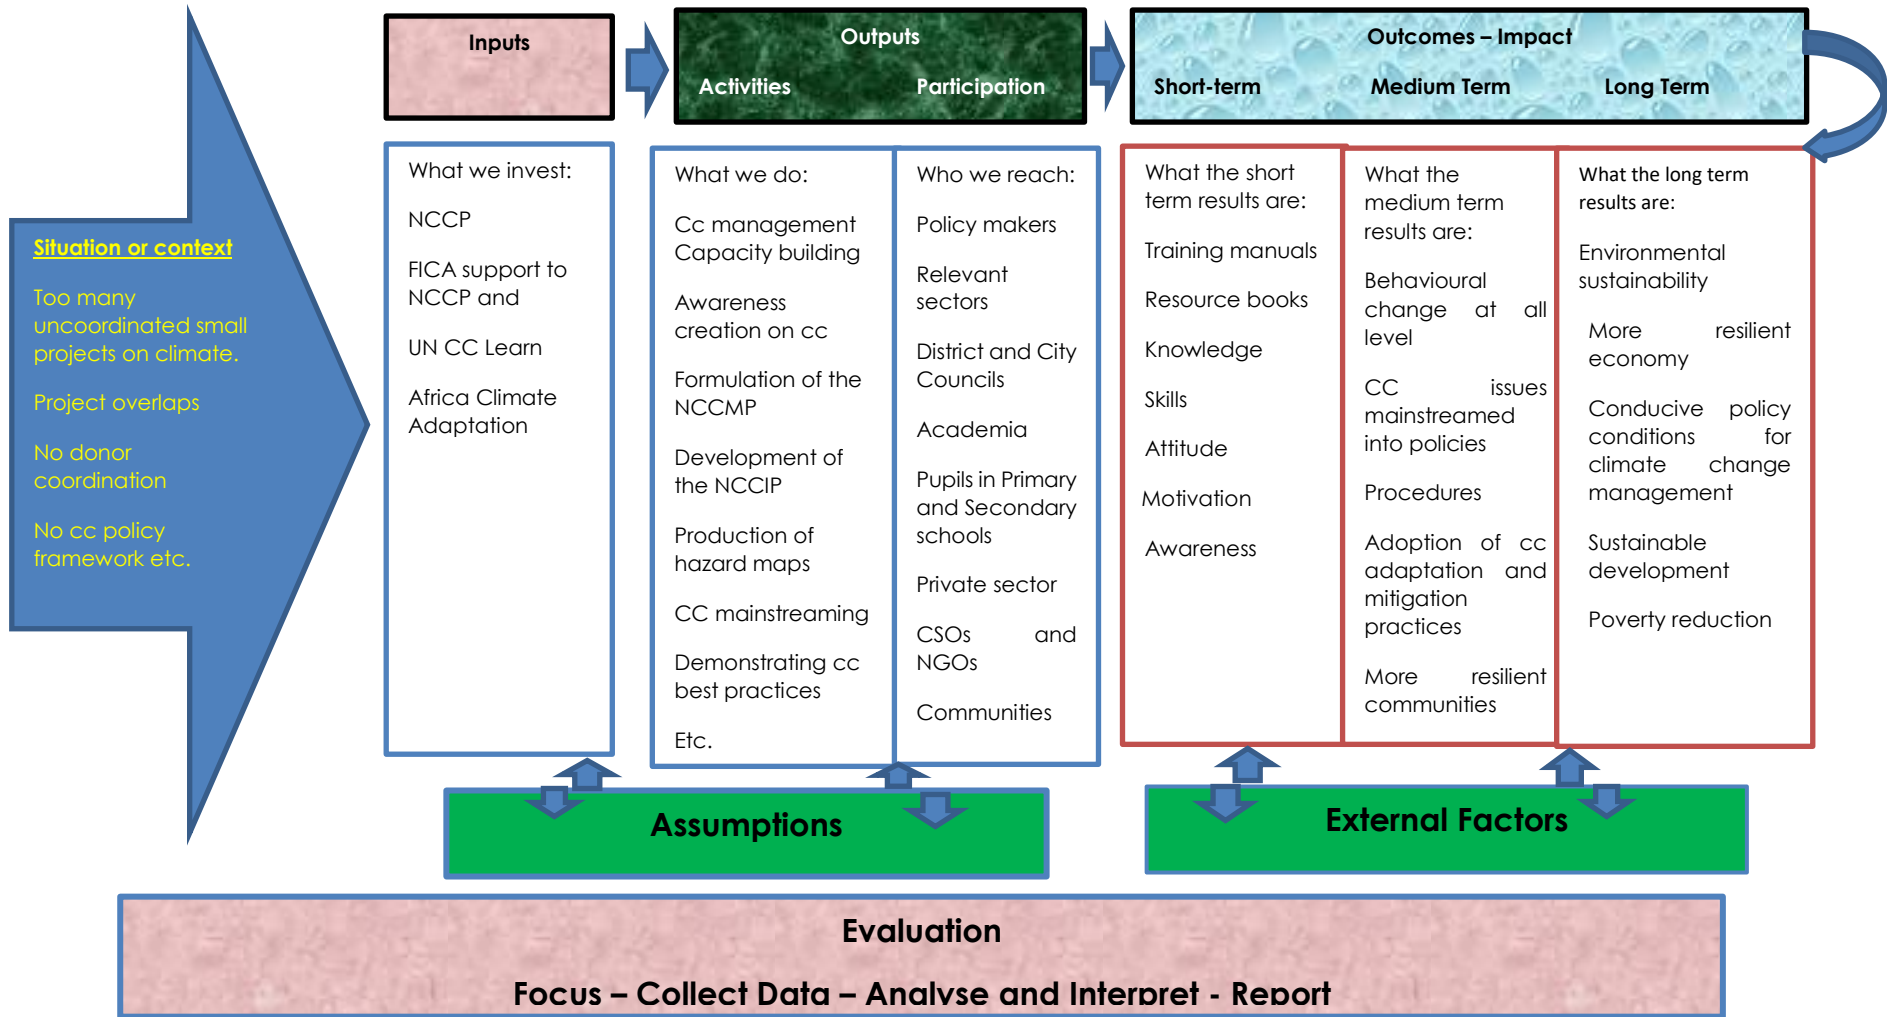 Situation or context
Too many
uncoordinated small
projects on climate.
Project overlaps
No donor
coordination
No cc policy
framework etc.
Inputs
Outputs
Activities Participation
Outcomes – Impact
Short-term Medium Term Long Term
What we invest:
NCCP
FICA support to
NCCP and
UN CC Learn
Africa Climate
Adaptation
What we do:
Cc management
Capacity building
Awareness
creation on cc
Formulation of the
NCCMP
Development of
the NCCIP
Production of
hazard maps
CC mainstreaming
Demonstrating cc
best practices
Etc.
Who we reach:
Policy makers
Relevant
sectors
District and City
Councils
Academia
Pupils in Primary
and Secondary
schools
Private sector
CSOs and
NGOs
Communities
What the short
term results are:
Training manuals
Resource books
Knowledge
Skills
Attitude
Motivation
Awareness
What the
medium term
results are:
Behavioural
change at all
level
CC issues
mainstreamed
into policies
Procedures
Adoption of cc
adaptation and
mitigation
practices
More resilient
communities
What the long term
results are:
Environmental
sustainability
More resilient
economy
Conducive policy
conditions for
climate change
management
Sustainable
development
Poverty reduction
Assumptions
External Factors
Evaluation
Focus – Collect Data – Analyse and Interpret - Report